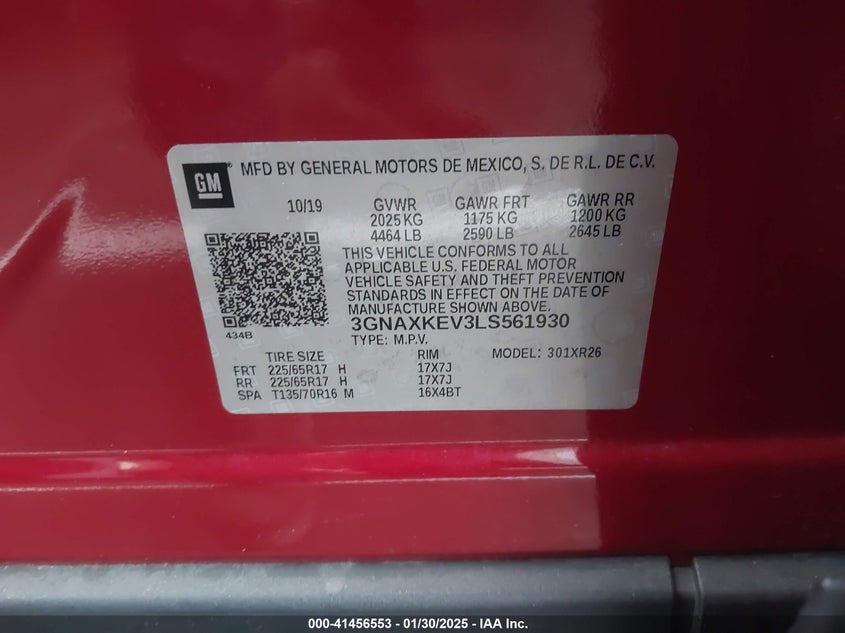 GM
MFD BY GENERAL MOTORS DE MEXICO, S. DE R.L. DE C.V.
10/19 GVWR GAWR FRT GAWR RR
2025 KG 1175 KG 1200 KG
4464 LB 2590 LB 2645 LB
THIS VEHICLE CONFORMS TO ALL
APPLICABLE U.S. FEDERAL MOTOR
VEHICLE SAFETY AND THEFT PREVENTION
STANDARDS IN EFFECT ON THE DATE OF
MANUFACTURE SHOWN ABOVE.
434B
3GNAXKEV3LS561930
TYPE: M.P.V. MODEL: 301XR26
TIRE SIZE RIM
FRT 225/65R17 H 17X7J
RR 225/65R17 H 17X7J
SPA T135/70R16 M 16X4BT
000-41456553 — 01/30/2025 — IAA Inc.